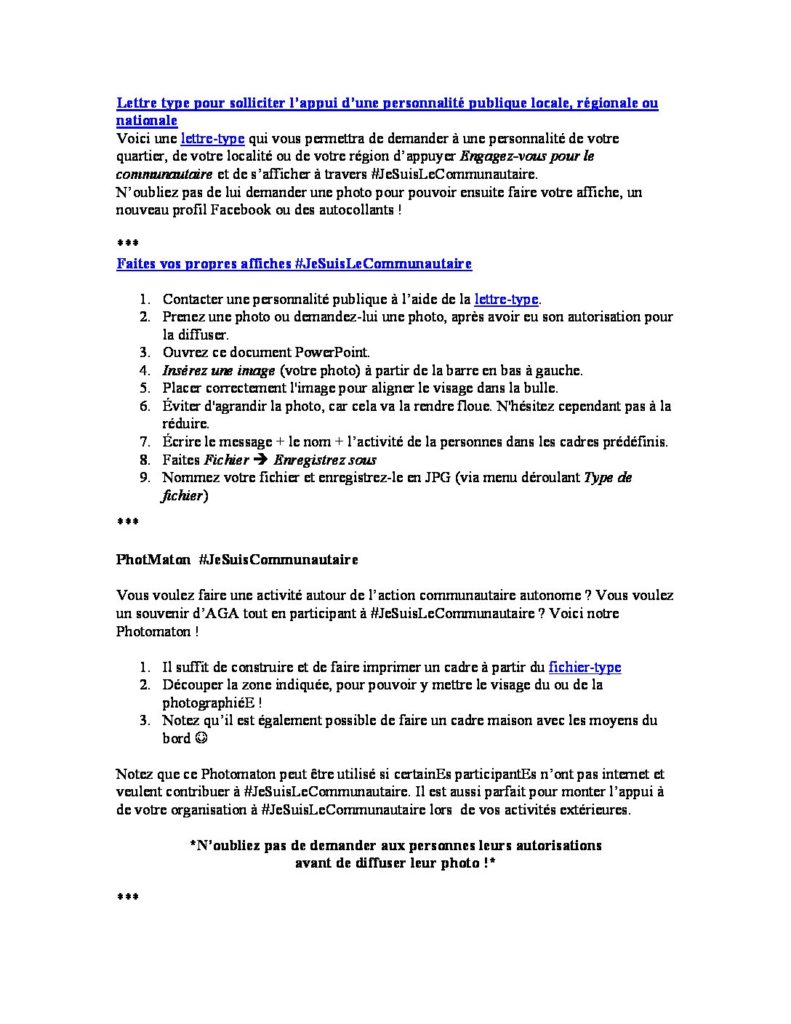 Lettre type pour solliciter l’appui d’une personnalité publique locale, régionale ou
nationale
Voici une lettre-type qui vous permettra de demander à une personnalité de votre
quartier, de votre localité ou de votre région d’appuyer Engagez-vous pour le
communautaire et de s’afficher à travers #JeSuisLeCommunautaire.
N’oubliez pas de lui demander une photo pour pouvoir ensuite faire votre affiche, un
nouveau profil Facebook ou des autocollants !
***
Faites vos propres affiches #JeSuisLeCommunautaire
1. Contacter une personnalité publique à l’aide de la lettre-type.
2. Prenez une photo ou demandez-lui une photo, après avoir eu son autorisation pour
la diffuser.
3. Ouvrez ce document PowerPoint.
4. Insérez une image (votre photo) à partir de la barre en bas à gauche.
5. Placer correctement l'image pour aligner le visage dans la bulle.
6. Éviter d'agrandir la photo, car cela va la rendre floue. N'hésitez cependant pas à la
réduire.
7. Écrire le message + le nom + l’activité de la personnes dans les cadres prédéfinis.
8. Faites Fichier ➔ Enregistrez sous
9. Nommez votre fichier et enregistrez-le en JPG (via menu déroulant Type de
fichier)
***
PhotMaton #JeSuisCommunautaire
Vous voulez faire une activité autour de l’action communautaire autonome ? Vous voulez
un souvenir d’AGA tout en participant à #JeSuisLeCommunautaire ? Voici notre
Photomaton !
1. Il suffit de construire et de faire imprimer un cadre à partir du fichier-type
2. Découper la zone indiquée, pour pouvoir y mettre le visage du ou de la
photographiéE !
3. Notez qu’il est également possible de faire un cadre maison avec les moyens du
bord ☺
Notez que ce Photomaton peut être utilisé si certainEs participantEs n’ont pas internet et
veulent contribuer à #JeSuisLeCommunautaire. Il est aussi parfait pour monter l’appui à
de votre organisation à #JeSuisLeCommunautaire lors de vos activités extérieures.
*N’oubliez pas de demander aux personnes leurs autorisations
avant de diffuser leur photo !*
***